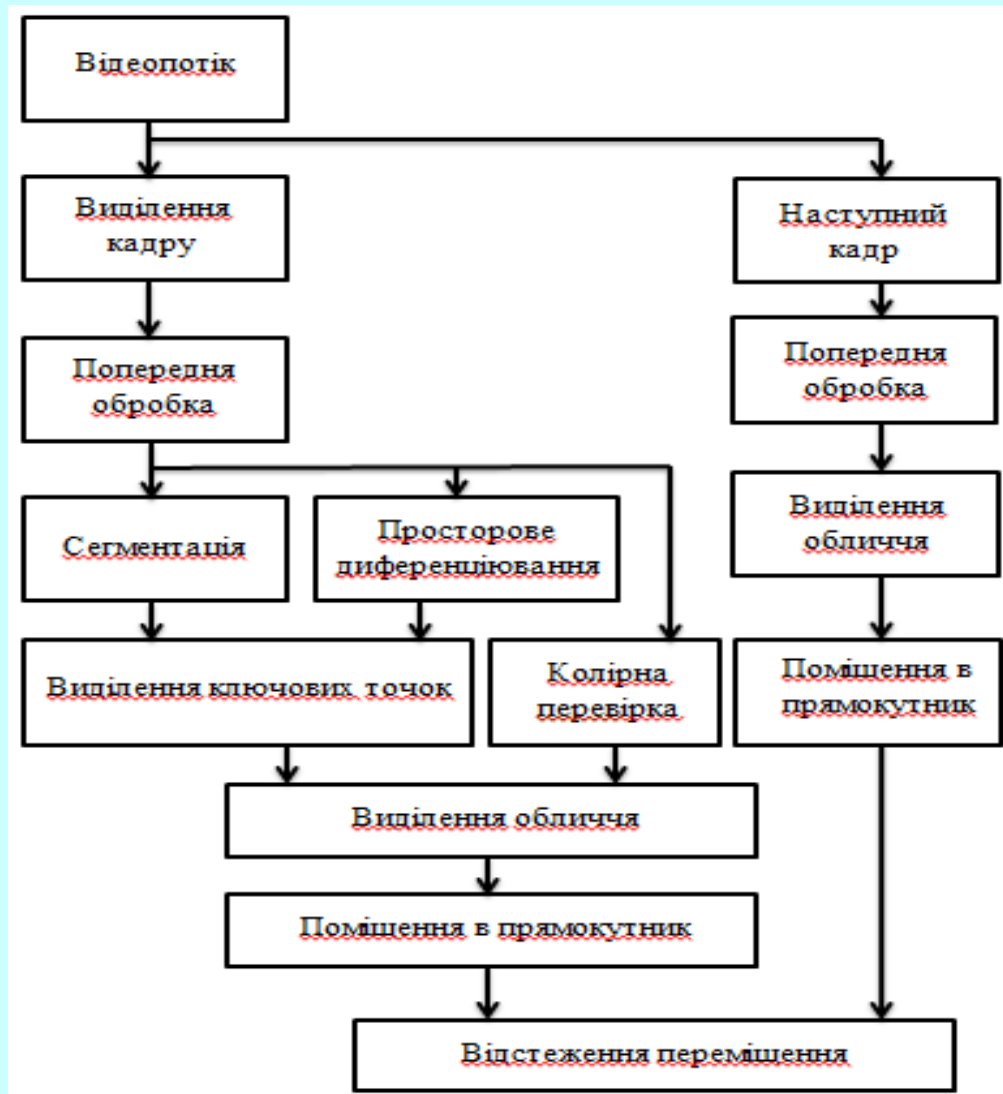 Відеопотік
Виділення
кадру
Наступний
кадр
Попередня
обробка
Попередня
обробка
Сегментація
Просторове
диференціювання
Виділення
обличчя
Виділення ключових точок
Колірна
перевірка
Поміщення в
прямокутник
Виділення обличчя
Поміщення в прямокутник
Відстеження переміщення